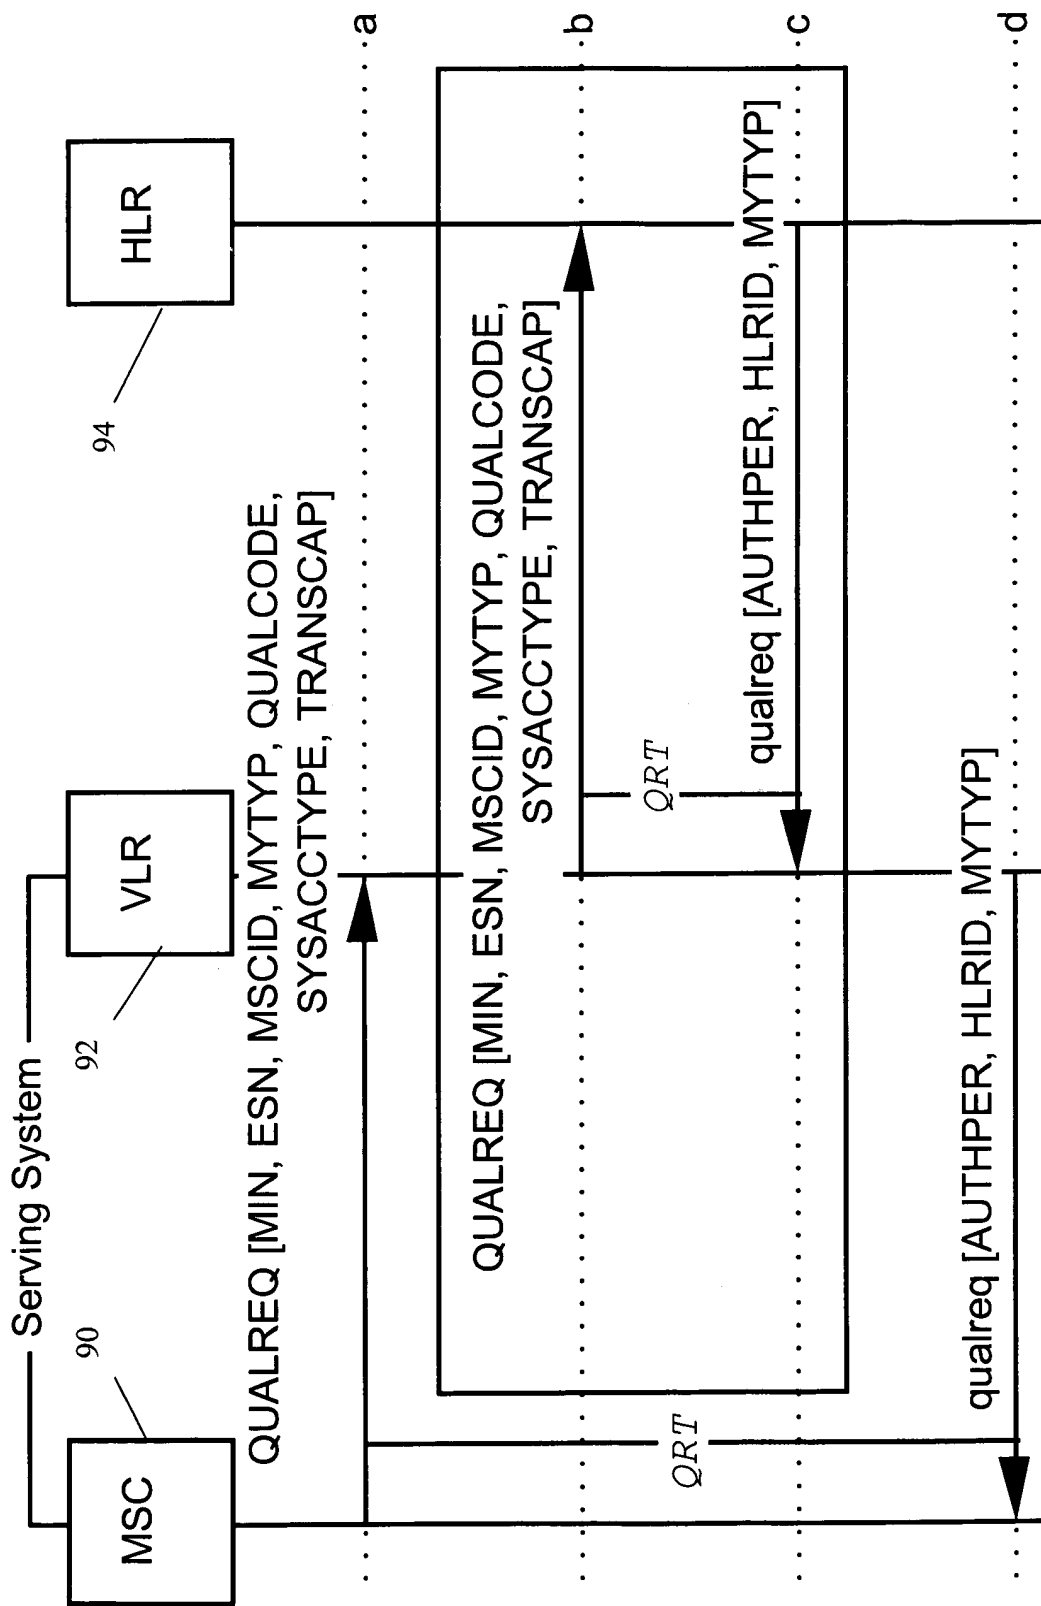 Serving System
MSC
VLR
HLR
90
92
94
QUALREQ [MIN, ESN, MSCID, MYTYP, QUALCODE,
SYSACCTYPE, TRANSCAP]
a
QUALREQ [MIN, ESN, MSCID, MYTYP, QUALCODE,
SYSACCTYPE, TRANSCAP]
b
QRT
qualreq [AUTHPER, HLRID, MYTYP]
c
QRT
qualreq [AUTHPER, HLRID, MYTYP]
d